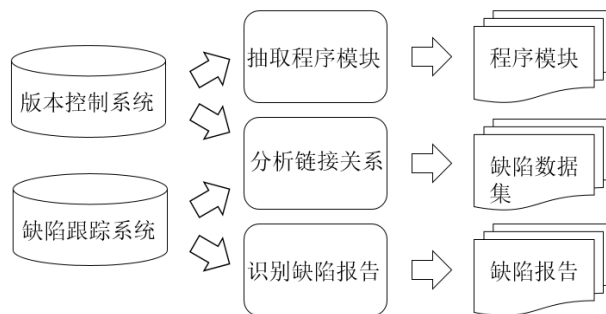 版本控制系统
抽取程序模块
程序模块
分析链接关系
缺陷数据
集
缺陷跟踪系统
识别缺陷报告
缺陷报告